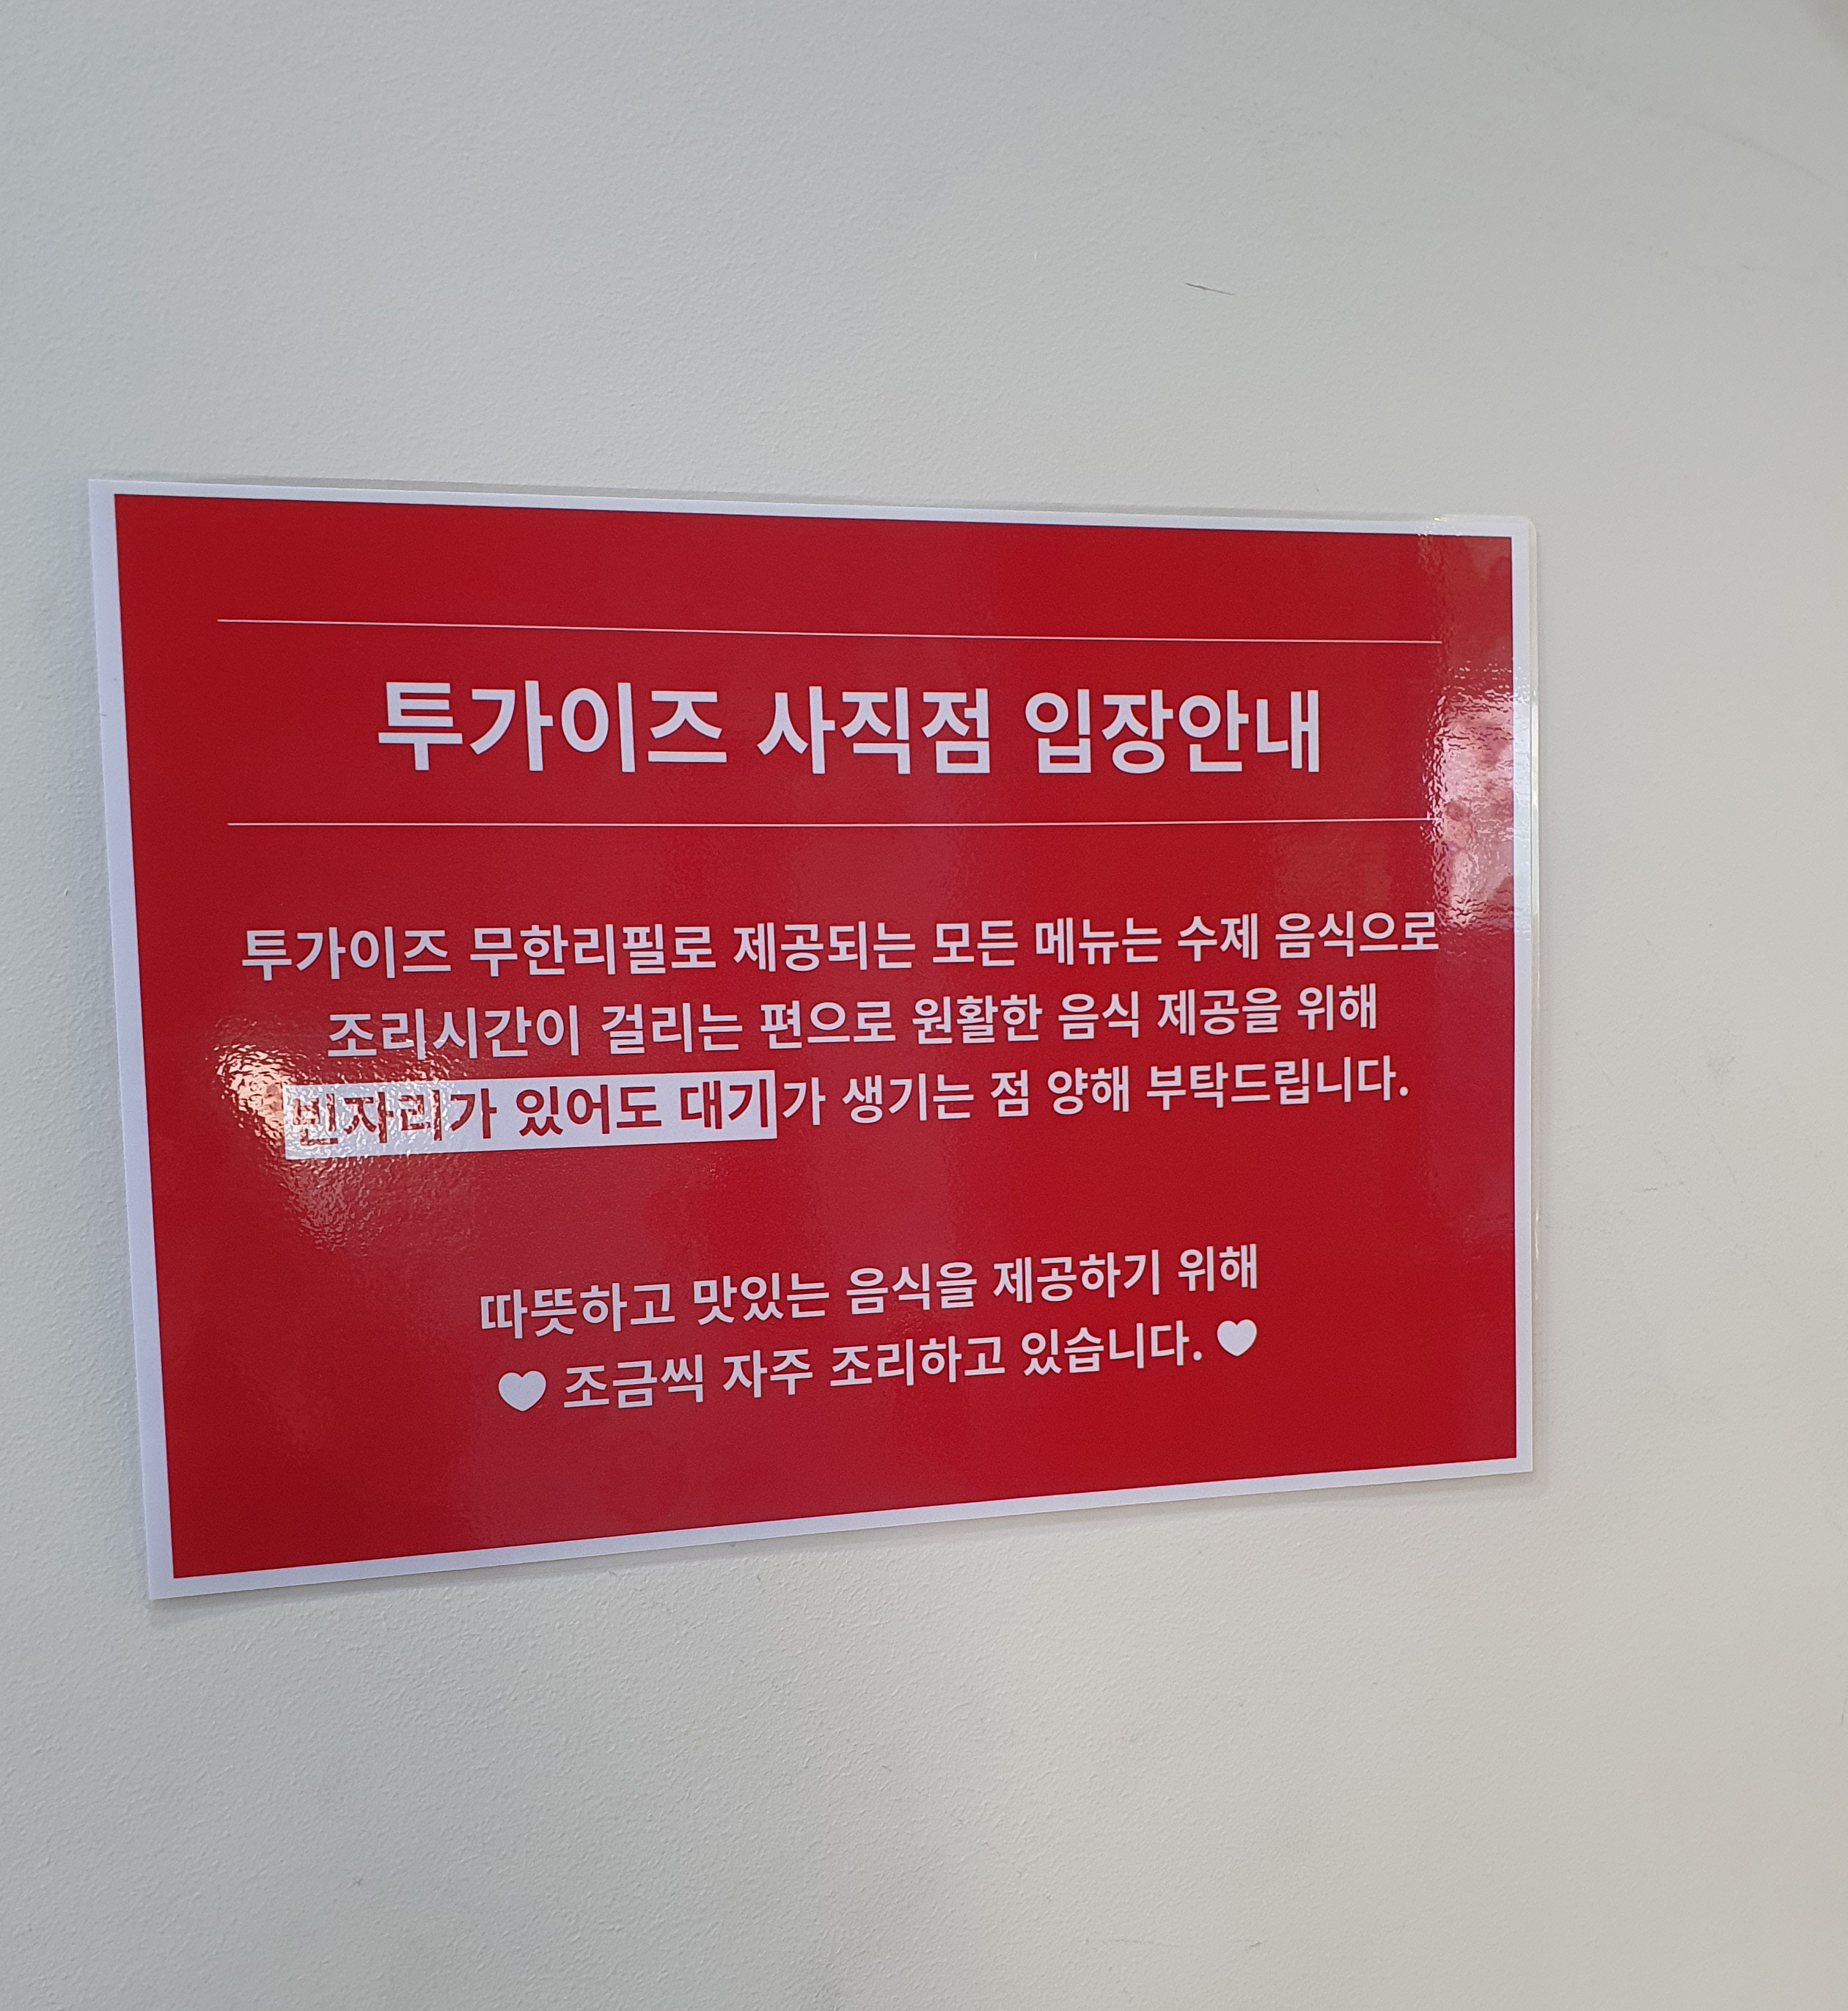 투가이즈 사직점 입장안내
투가이즈 무한리필로 제공되는 모든 메뉴는 수제 음식으로
조리시간이 걸리는 편으로 원활한 음식 제공을 위해
빈자리가 있어도 대기가 생기는 점 양해 부탁드립니다.
따뜻하고 맛있는 음식을 제공하기 위해
♥ 조금씩 자주 조리하고 있습니다. ♥